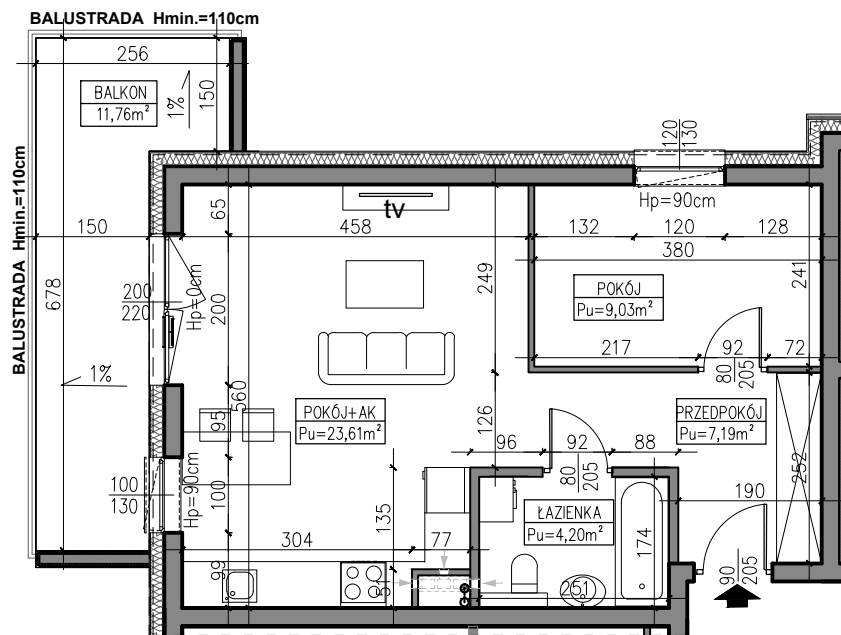 BALUSTRADA Hmin.=110cm
256
BALKON
11,76m²
1%
150
120
130
Hp=90cm
BALUSTRADA Hmin.=110cm
65
tv
150
458
132
120
128
380
249
241
678
200
220
Hp=0cm
200
POKÓJ
Pu=9,03m²
217
92
72
80
205
1%
560
95
POKÓJ+AK
Pu=23,61m²
126
PRZEDPOKÓJ
Pu=7,19m²
96
92
88
80
205
252
100
130
Hp=90cm
100
135
190
ŁAZIENKA
Pu=4,20m²
174
304
77
99
51
251
90
205